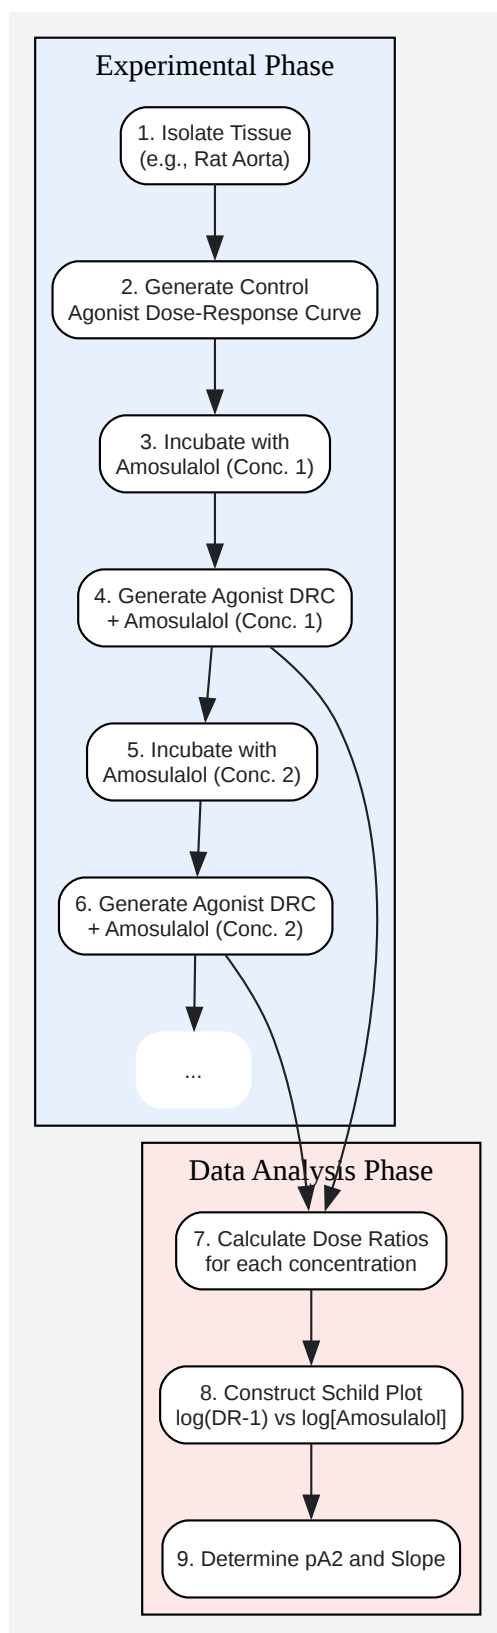 Experimental Phase
1. Isolate Tissue
(e.g., Rat Aorta)
2. Generate Control
Agonist Dose-Response Curve
3. Incubate with
Amosulalol (Conc. 1)
4. Generate Agonist DRC
+ Amosulalol (Conc. 1)
5. Incubate with
Amosulalol (Conc. 2)
6. Generate Agonist DRC
+ Amosulalol (Conc. 2)
...
Data Analysis Phase
7. Calculate Dose Ratios
for each concentration
8. Construct Schild Plot
log(DR-1) vs log[Amosulalol]
9. Determine pA2 and Slope